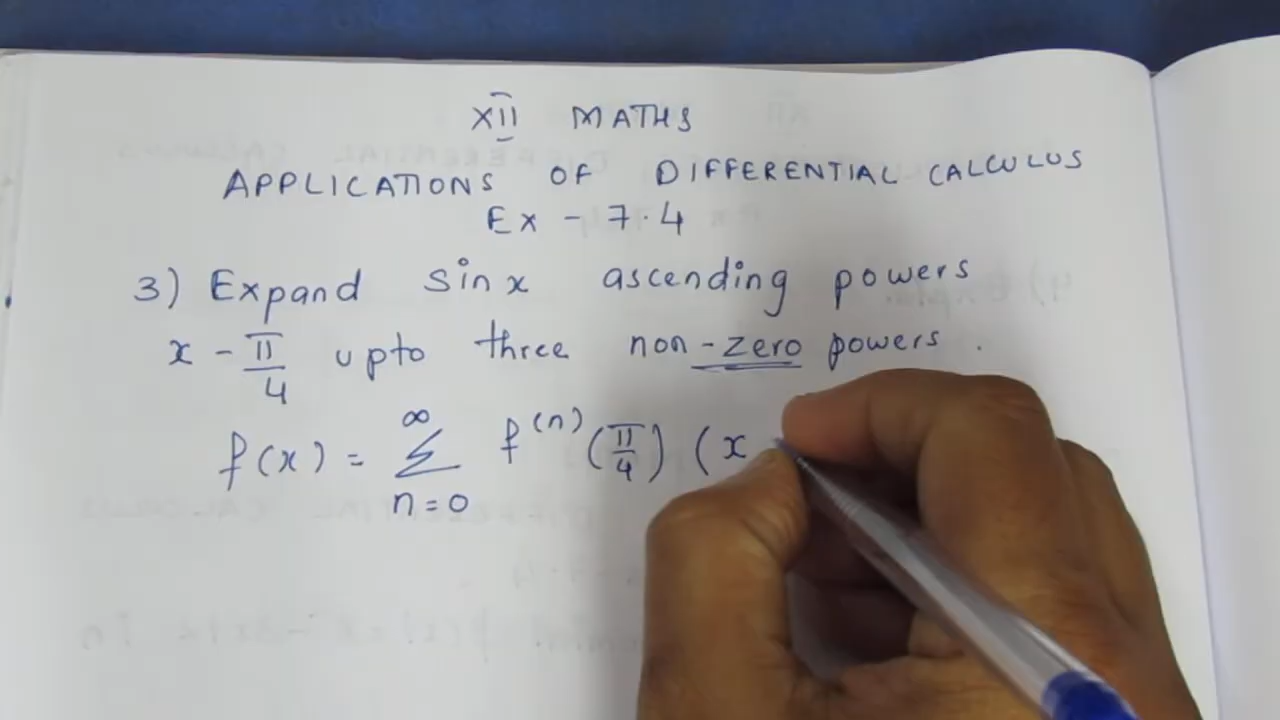 XII MATHS
APPLICATIONS OF DIFFERENTIAL CALCULUS
Ex - 7.4
3) Expand sinx ascending powers
x - π/4 upto three non-zero powers.
f(x) = ∑ n=0 ∞ f^(n) (π/4) (x